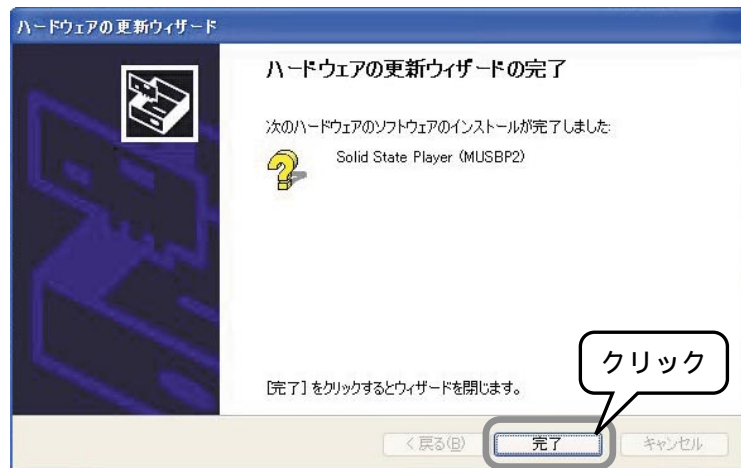 ハードウェアの更新ウィザード
ハードウェアの更新ウィザードの完了
次のハードウェアのソフトウェアのインストールが完了しました:
Solid State Player (MUSBP2)
クリック
[完了] をクリックするとウィザードを閉じます。
< 戻る(B)
完了
キャンセル